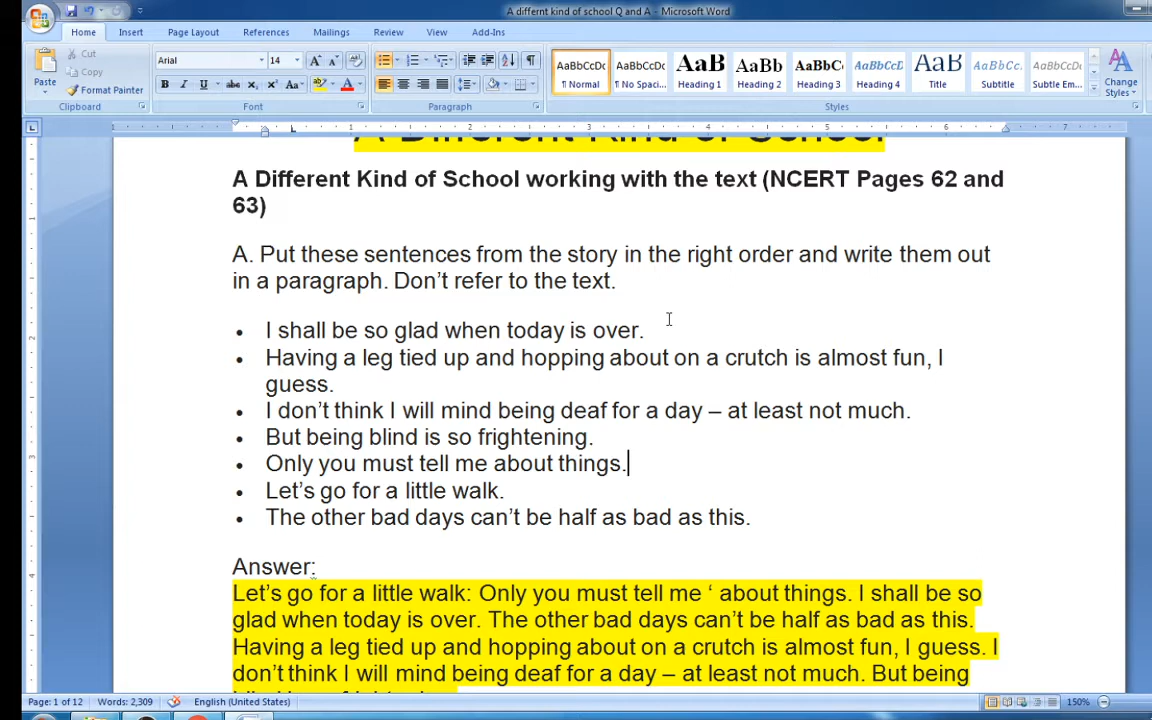 A differnt kind of school Q and A - Microsoft Word
Home Insert Page Layout References Mailings Review View Add-Ins
Cut
Copy
Format Painter
Paste
Arial 14
AaBbCcDc AaBbCcDc AaB AaBb AaBbC AaBbCcD AaB AaBbCc. AaBbCcDc
¶ Normal ¶ No Spaci... Heading 1 Heading 2 Heading 3 Heading 4 Title Subtitle Subtle Em...
Change Styles
Clipboard Font Paragraph Styles
A Different Kind of School
A Different Kind of School working with the text (NCERT Pages 62 and
63)
A. Put these sentences from the story in the right order and write them out
in a paragraph. Don’t refer to the text.
• I shall be so glad when today is over.
• Having a leg tied up and hopping about on a crutch is almost fun, I
guess.
• I don’t think I will mind being deaf for a day – at least not much.
• But being blind is so frightening.
• Only you must tell me about things.
• Let’s go for a little walk.
• The other bad days can’t be half as bad as this.
Answer:
Let’s go for a little walk: Only you must tell me ‘ about things. I shall be so
glad when today is over. The other bad days can’t be half as bad as this.
Having a leg tied up and hopping about on a crutch is almost fun, I guess. I
don’t think I will mind being deaf for a day – at least not much. But being
Page: 1 of 12 Words: 2,309 English (United States) 150%